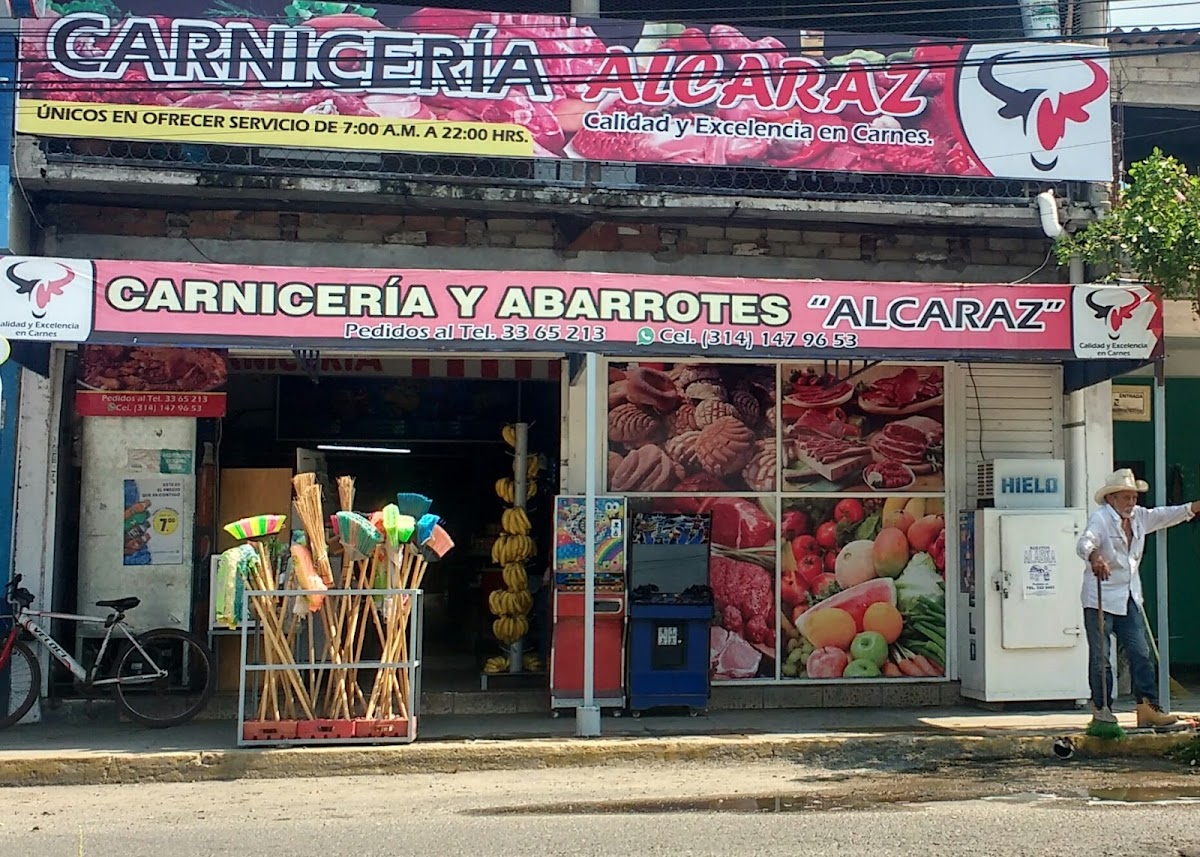 CARNICERÍA ALCARAZ
ÚNICOS EN OFRECER SERVICIO DE 7:00 A.M. A 22:00 HRS.
Calidad y Excelencia en Carnes.
Calidad y Excelencia
en Carnes
CARNICERÍA Y ABARROTES "ALCARAZ"
Pedidos al Tel. 33 65 213
Cel. (314) 147 96 53
Calidad y Excelencia
en Carnes
Pedidos al Tel. 33 65 213
Cel. (314) 147 96 53
ENTRADA
HIELO
ALASKA